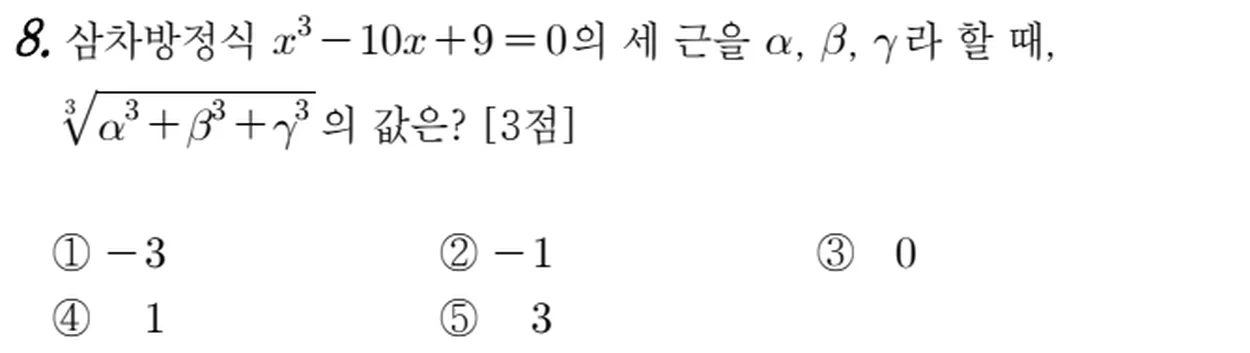 8. 삼차방정식 x³−10x+9=0의 세 근을 α, β, γ라 할 때,
∛(α³+β³+γ³)의 값은? [3점]
① −3 ② −1 ③ 0
④ 1 ⑤ 3